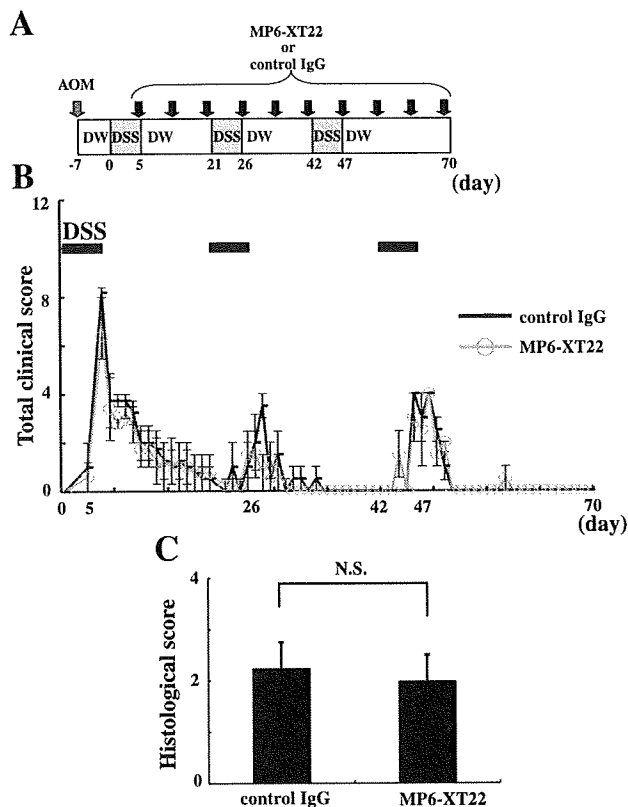 A
MP6-XT22
or
control IgG
AOM
DW DSS DW DSS DW DSS DW
-7 0 5 21 26 42 47 70
(day)
B
12
8
4
0
Total clinical score
DSS
control IgG
MP6-XT22
0 5 26 42 47 70
(day)
C
N.S.
4
2
0
Histological score
control IgG MP6-XT22